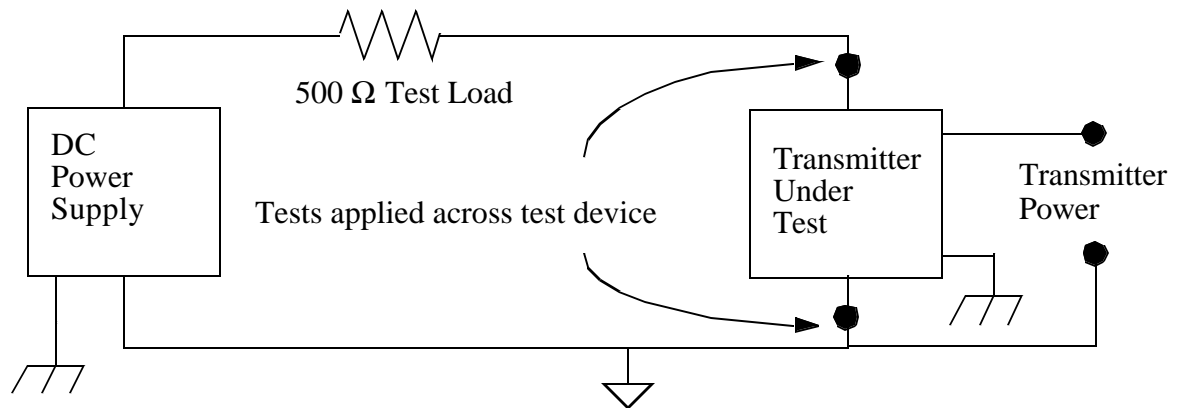 500 Ω Test Load
DC
Power
Supply
Transmitter
Under
Test
Transmitter
Power
Tests applied across test device